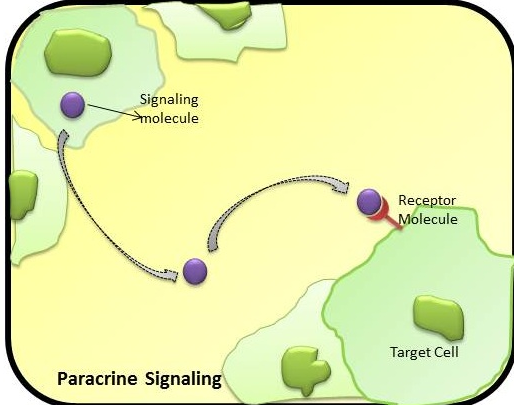 Signaling
molecule
Receptor
Molecule
Target Cell
Paracrine Signaling